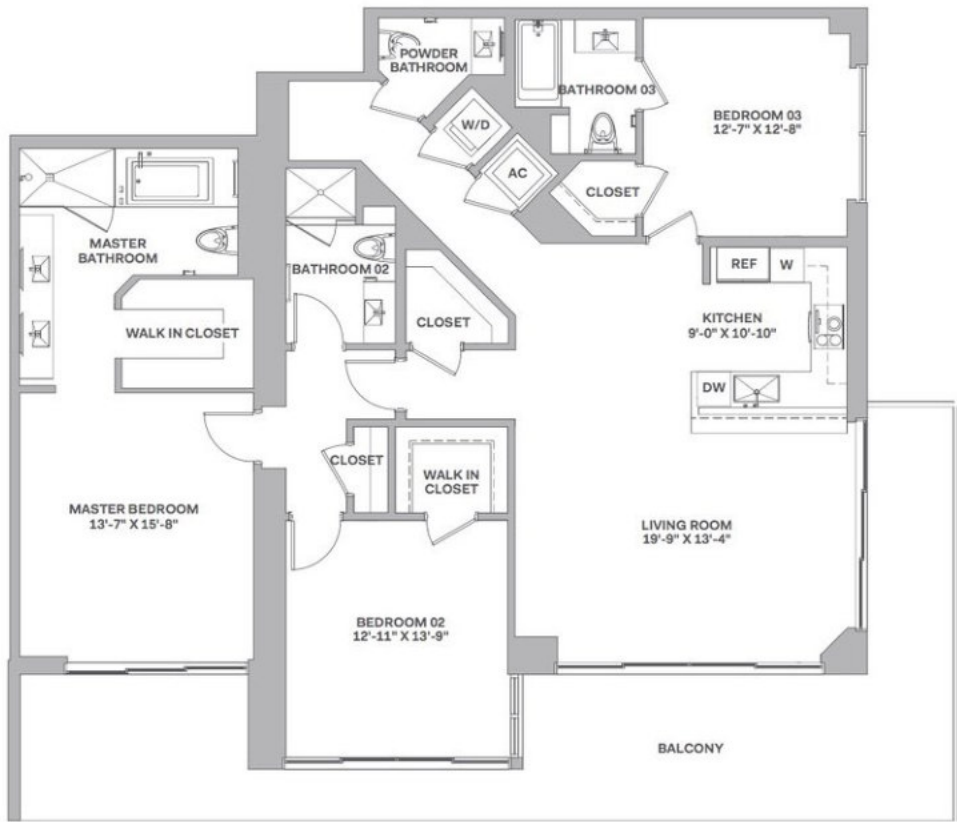 POWDER
BATHROOM
BATHROOM 03
BEDROOM 03
12'-7" X 12'-8"
W/D
AC
CLOSET
MASTER
BATHROOM
BATHROOM 02
REF
W
WALK IN CLOSET
CLOSET
KITCHEN
9'-0" X 10'-10"
DW
CLOSET
WALK IN
CLOSET
MASTER BEDROOM
13'-7" X 15'-8"
LIVING ROOM
19'-9" X 13'-4"
BEDROOM 02
12'-11" X 13'-9"
BALCONY